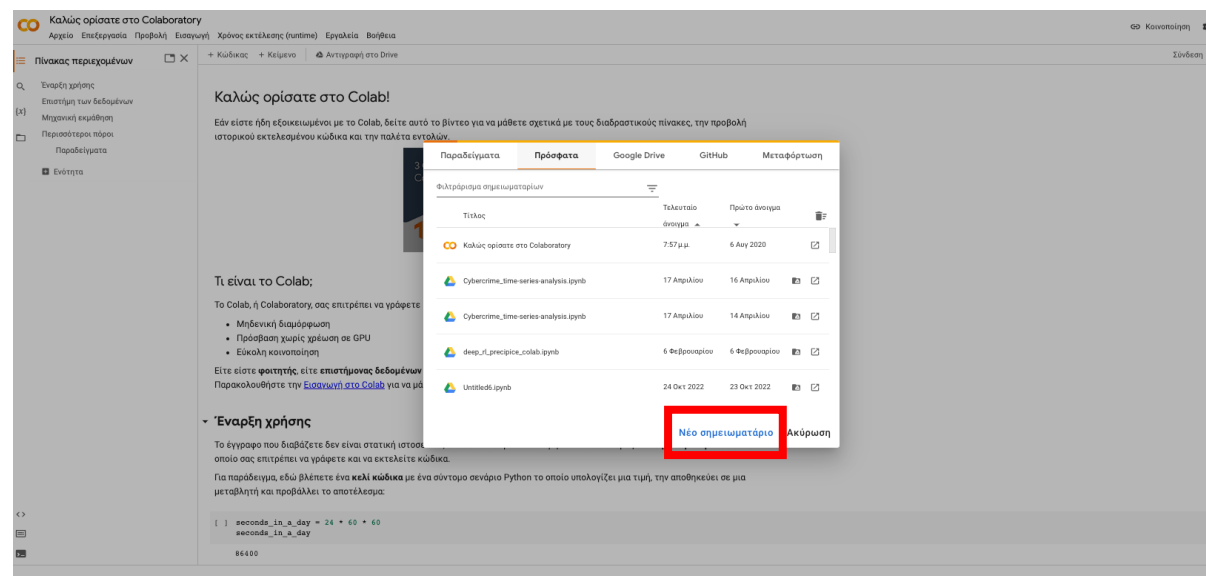 Καλώς ορίσατε στο Colaboratory
Αρχείο Επεξεργασία Προβολή Εισαγωγή Χρόνος εκτέλεσης (runtime) Εργαλεία Βοήθεια
Κοινοποίηση
Πίνακας περιεχομένων
+ Κώδικας + Κείμενο Αντιγραφή στο Drive
Σύνδεση
Έναρξη χρήσης
Επιστήμη των δεδομένων
Μηχανική εκμάθηση
Περισσότεροι πόροι
Παραδείγματα
Ενότητα
Καλώς ορίσατε στο Colab!
Εάν είστε ήδη εξοικειωμένοι με το Colab, δείτε αυτό το βίντεο για να μάθετε σχετικά με τους διαδραστικούς πίνακες, την προβολή
ιστορικού εκτελεσμένου κώδικα και την παλέτα εντολών.
Παραδείγματα Πρόσφατα Google Drive GitHub Μεταφόρτωση
Φιλτράρισμα σημειωματαρίων
Τίτλος
Τελευταίο άνοιγμα
Πρώτο άνοιγμα
Καλώς ορίσατε στο Colaboratory 7:57 μ.μ. 6 Αυγ 2020
Cybercrime_time-series-analysis.ipynb 17 Απριλίου 16 Απριλίου
Cybercrime_time-series-analysis.ipynb 17 Απριλίου 14 Απριλίου
deep_rl_precipice_colab.ipynb 6 Φεβρουαρίου 6 Φεβρουαρίου
Untitled6.ipynb 24 Οκτ 2022 23 Οκτ 2022
Νέο σημειωματάριο Ακύρωση
Τι είναι το Colab;
Το Colab, ή Colaboratory, σας επιτρέπει να γράφετε
• Μηδενική διαμόρφωση
• Πρόσβαση χωρίς χρέωση σε GPU
• Εύκολη κοινοποίηση
Είτε είστε φοιτητής, είτε επιστήμονας δεδομένων
Παρακολουθήστε την Εισαγωγή στο Colab για να μά
Έναρξη χρήσης
Το έγγραφο που διαβάζετε δεν είναι στατική ιστοσε
οποίο σας επιτρέπει να γράφετε και να εκτελείτε κώδικα.
Για παράδειγμα, εδώ βλέπετε ένα κελί κώδικα με ένα σύντομο σενάριο Python το οποίο υπολογίζει μια τιμή, την αποθηκεύει σε μια
μεταβλητή και προβάλλει το αποτέλεσμα:
[ ] seconds_in_a_day = 24 * 60 * 60
seconds_in_a_day
86400